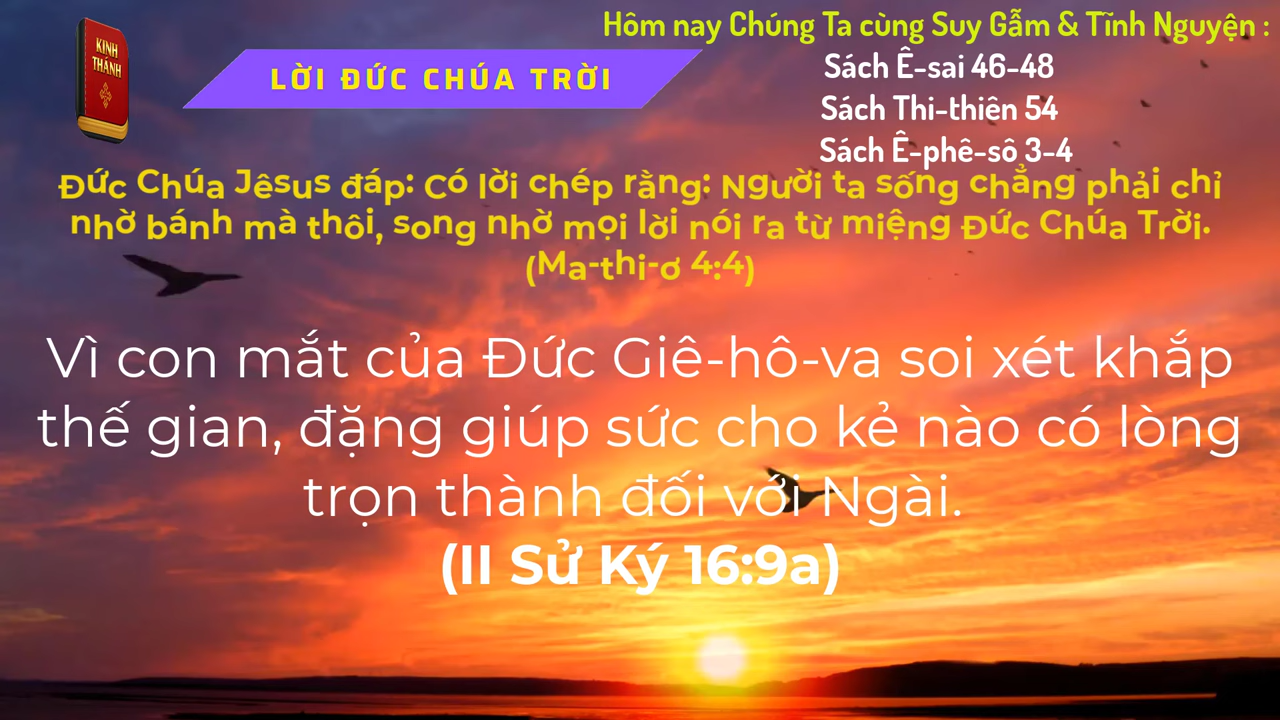 KINH
THÁNH
LỜI ĐỨC CHÚA TRỜI
Hôm nay Chúng Ta cùng Suy Gẫm & Tĩnh Nguyện :
Sách Ê-sai 46-48
Sách Thi-thiên 54
Sách Ê-phê-sô 3-4
Đức Chúa Jêsus đáp: Có lời chép rằng: Người ta sống chẳng phải chỉ
nhờ bánh mà thôi, song nhờ mọi lời nói ra từ miệng Đức Chúa Trời.
(Ma-thi-ơ 4:4)
Vì con mắt của Đức Giê-hô-va soi xét khắp
thế gian, đặng giúp sức cho kẻ nào có lòng
trọn thành đối với Ngài.
(II Sử Ký 16:9a)